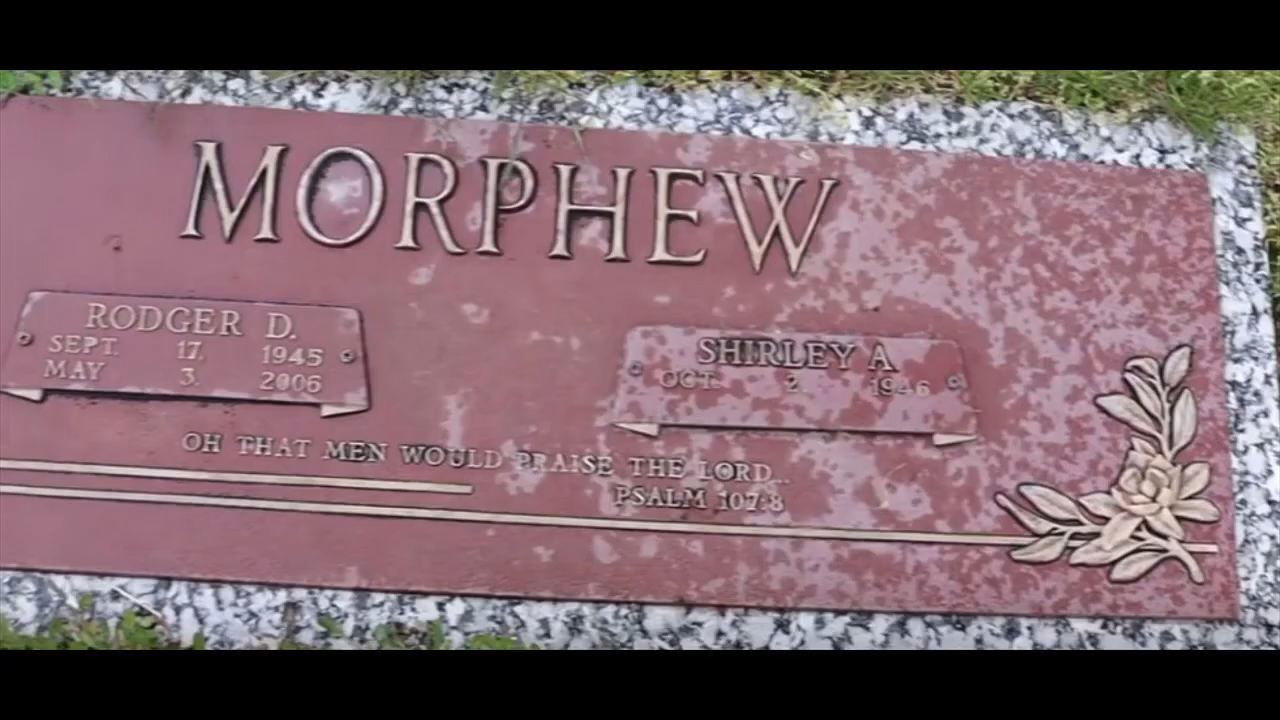 MORPHEW
RODGER D.
SEPT. 17, 1945
MAY 3, 2006
SHIRLEY A.
OCT. 2, 1946
OH THAT MEN WOULD PRAISE THE LORD...
PSALM 107:8